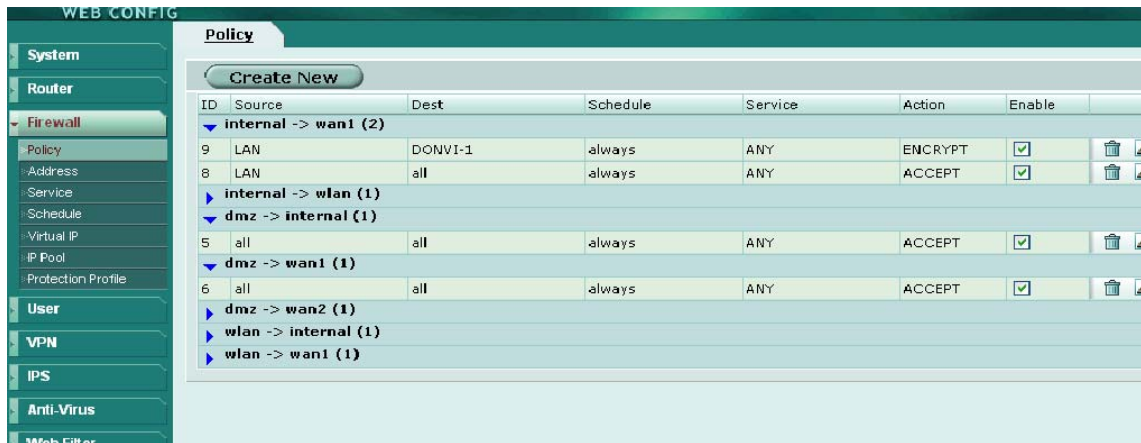 WEB CONFIG
System
Router
Firewall
Policy
Address
Service
Schedule
Virtual IP
IP Pool
Protection Profile
User
VPN
IPS
Anti-Virus
Web Filter
Policy
Create New
ID Source Dest Schedule Service Action Enable
internal -> wan1 (2)
9 LAN DONVI-1 always ANY ENCRYPT
8 LAN all always ANY ACCEPT
internal -> wlan (1)
dmz -> internal (1)
5 all all always ANY ACCEPT
dmz -> wan1 (1)
6 all all always ANY ACCEPT
dmz -> wan2 (1)
wlan -> internal (1)
wlan -> wan1 (1)